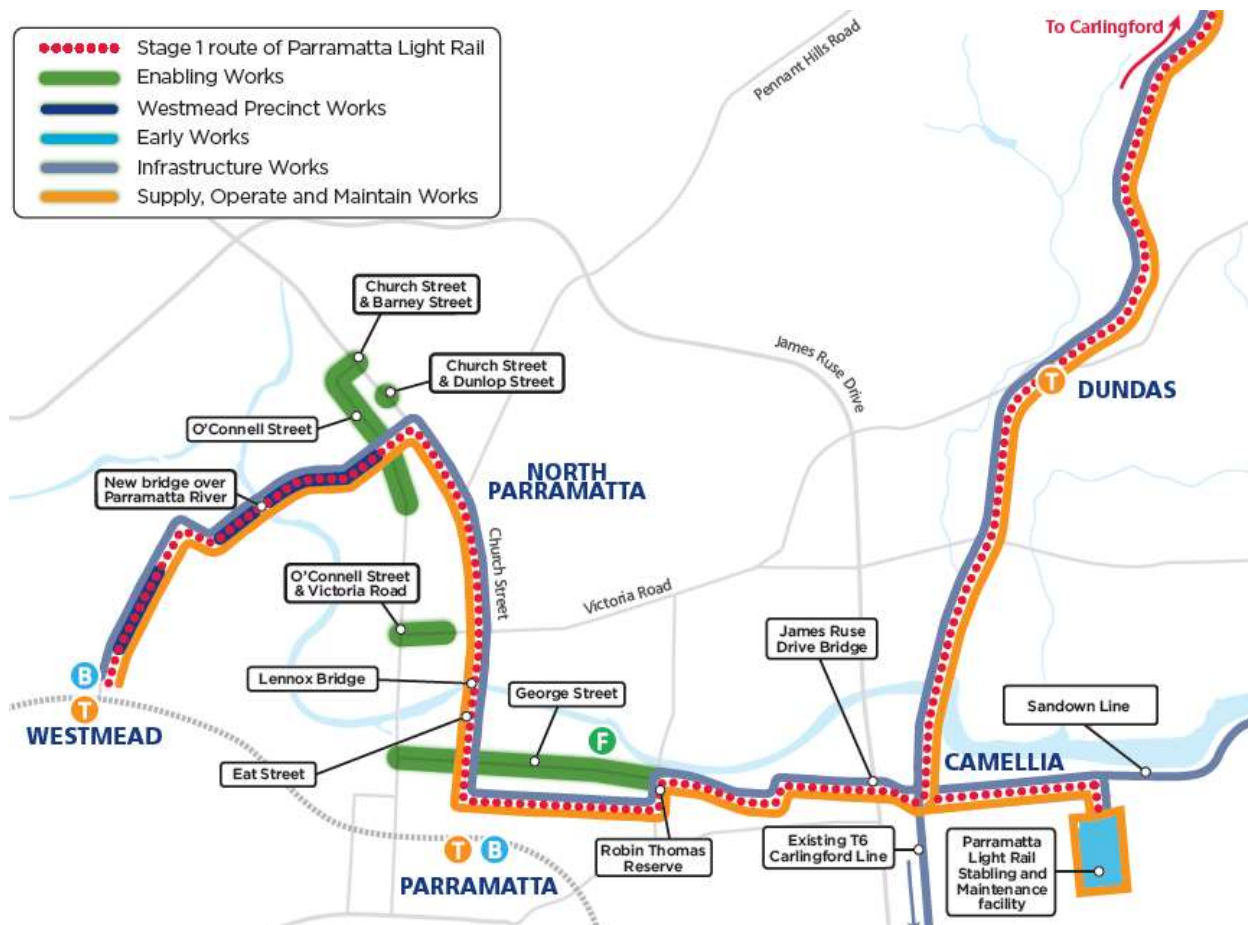 Stage 1 route of Parramatta Light Rail
Enabling Works
Westmead Precinct Works
Early Works
Infrastructure Works
Supply, Operate and Maintain Works
To Carlingford
Pennant Hills Road
Church Street
& Barney Street
Church Street
& Dunlop Street
James Ruse Drive
O'Connell Street
T
DUNDAS
New bridge over
Parramatta River
NORTH
PARRAMATTA
Church Street
O'Connell Street
& Victoria Road
Victoria Road
James Ruse
Drive Bridge
B
T
WESTMEAD
Lennox Bridge
George Street
Sandown Line
F
Eat Street
CAMELLIA
T B
PARRAMATTA
Robin Thomas
Reserve
Existing T6
Carlingford Line
Parramatta
Light Rail
Stabling and
Maintenance
facility